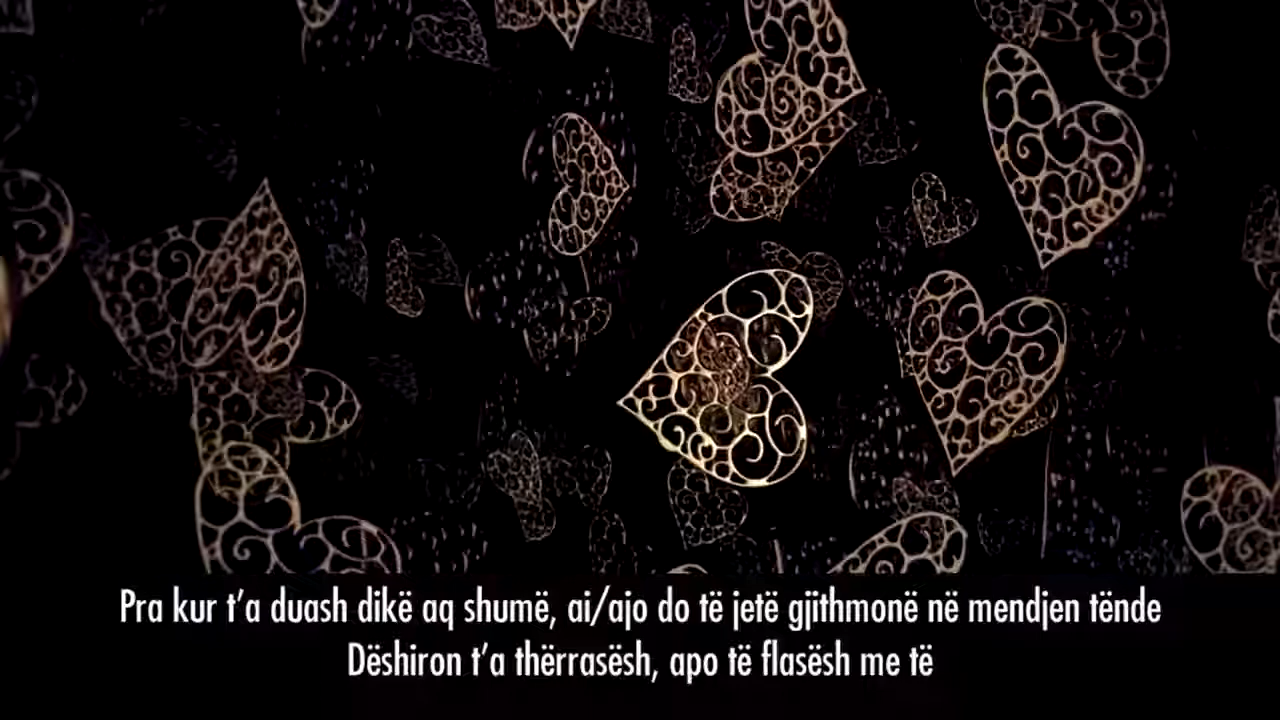 Pra kur t'a duash dikë aq shumë, ai/ajo do të jetë gjithmonë në mendjen tënde
Dëshiron t'a thërrasësh, apo të flasësh me të